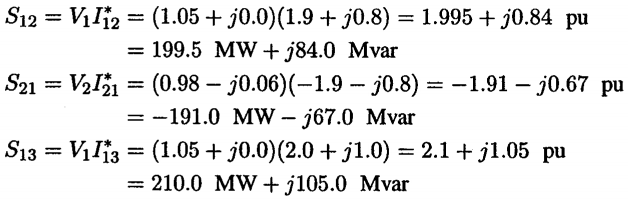 S₁₂ = V₁I*₁₂ = (1.05 + j0.0)(1.9 + j0.8) = 1.995 + j0.84 pu
= 199.5 MW + j84.0 Mvar
S₂₁ = V₂I*₂₁ = (0.98 − j0.06)(−1.9 − j0.8) = −1.91 − j0.67 pu
= −191.0 MW − j67.0 Mvar
S₁₃ = V₁I*₁₃ = (1.05 + j0.0)(2.0 + j1.0) = 2.1 + j1.05 pu
= 210.0 MW + j105.0 Mvar